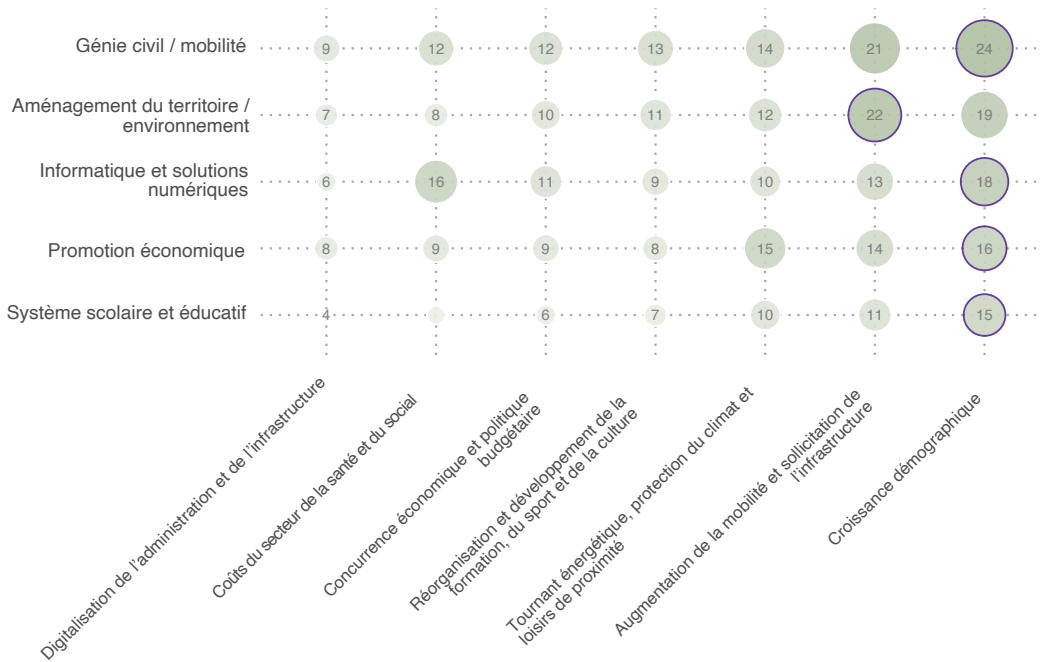 Génie civil / mobilité
9 12 12 13 14 21 24
Aménagement du territoire /
environnement
7 8 10 11 12 22 19
Informatique et solutions
numériques
6 16 11 9 10 13 18
Promotion économique
8 9 9 8 15 14 16
Système scolaire et éducatif
4 6 7 10 11 15
Digitalisation de l'administration et de l'infrastructure
Coûts du secteur de la santé et du social
Concurrence économique et politique
budgétaire
Réorganisation et développement de la
formation, du sport et de la culture
Tournant énergétique, protection du climat et
loisirs de proximité
Augmentation de la mobilité et sollicitation de
l'infrastructure
Croissance démographique